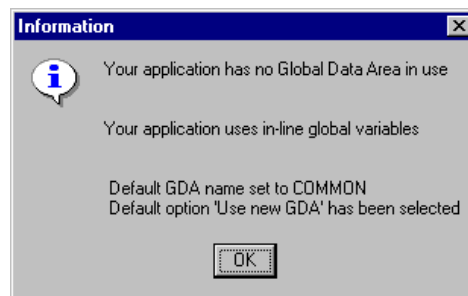 Information
Your application has no Global Data Area in use
Your application uses in-line global variables
Default GDA name set to COMMON
Default option 'Use new GDA' has been selected
OK